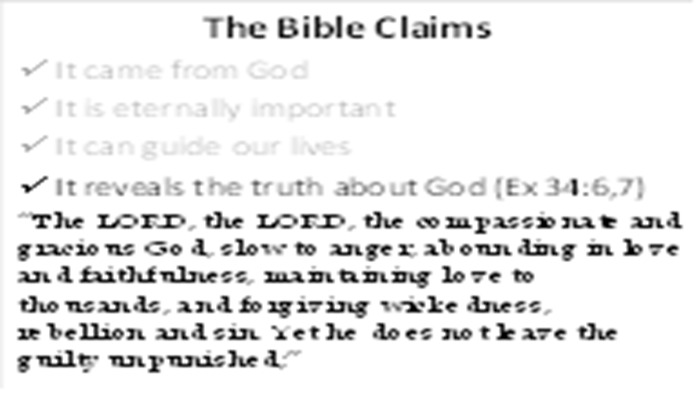 The Bible Claims
✓ It came from God
✓ It is eternally important
✓ It can guide our lives
✓ It reveals the truth about God (Ex 34:6,7)
"The LORD, the LORD, the compassionate and
gracious God, slow to anger, abounding in love
and faithfulness, maintaining love to
thousands, and forgiving wickedness,
rebellion and sin. Yet he does not leave the
guilty unpunished;"